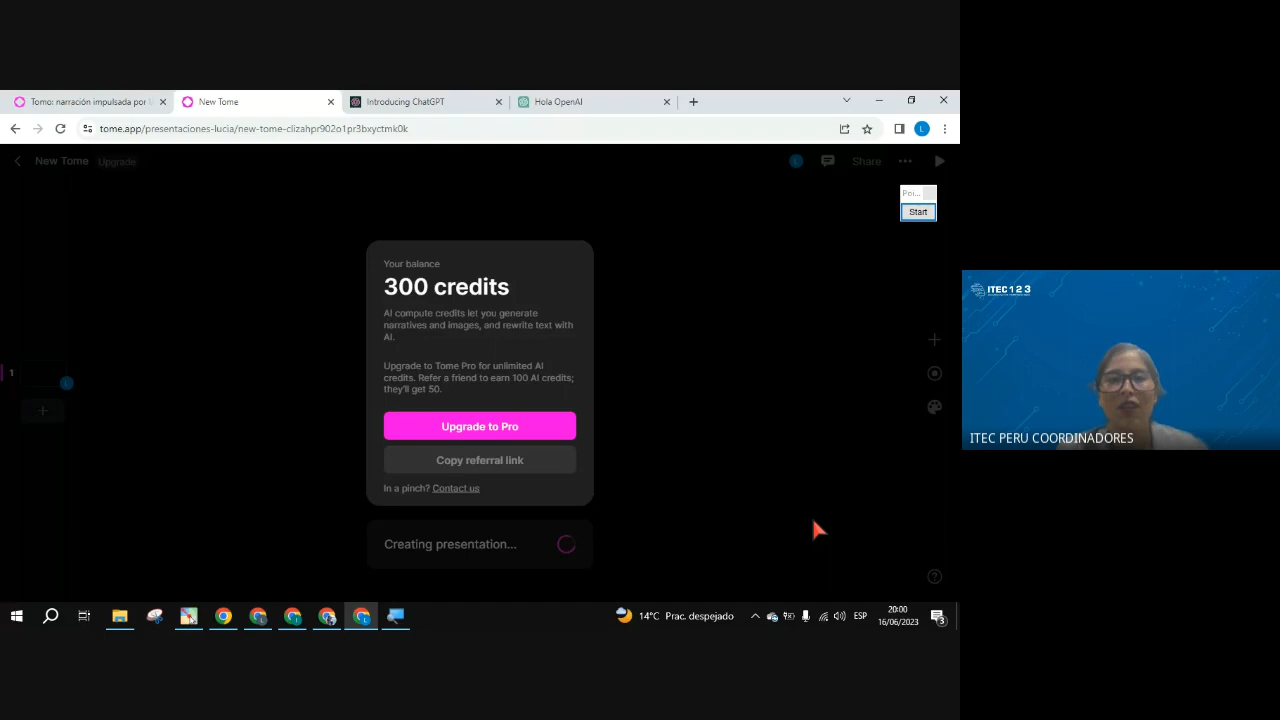 Tomo: narración impulsada por
New Tome
Introducing ChatGPT
Hola OpenAI
tome.app/presentaciones-lucia/new-tome-clizahpr902o1pr3bxyctmk0k
New Tome
Upgrade
L
Share
Poi...
Start
Your balance
300 credits
AI compute credits let you generate
narratives and images, and rewrite text with
AI.
Upgrade to Tome Pro for unlimited AI
credits. Refer a friend to earn 100 AI credits;
they'll get 50.
Upgrade to Pro
Copy referral link
In a pinch? Contact us
Creating presentation...
1
ITEC 1 2 3
ITEC PERU COORDINADORES
14°C Prac. despejado
ESP
20:00
16/06/2023
3